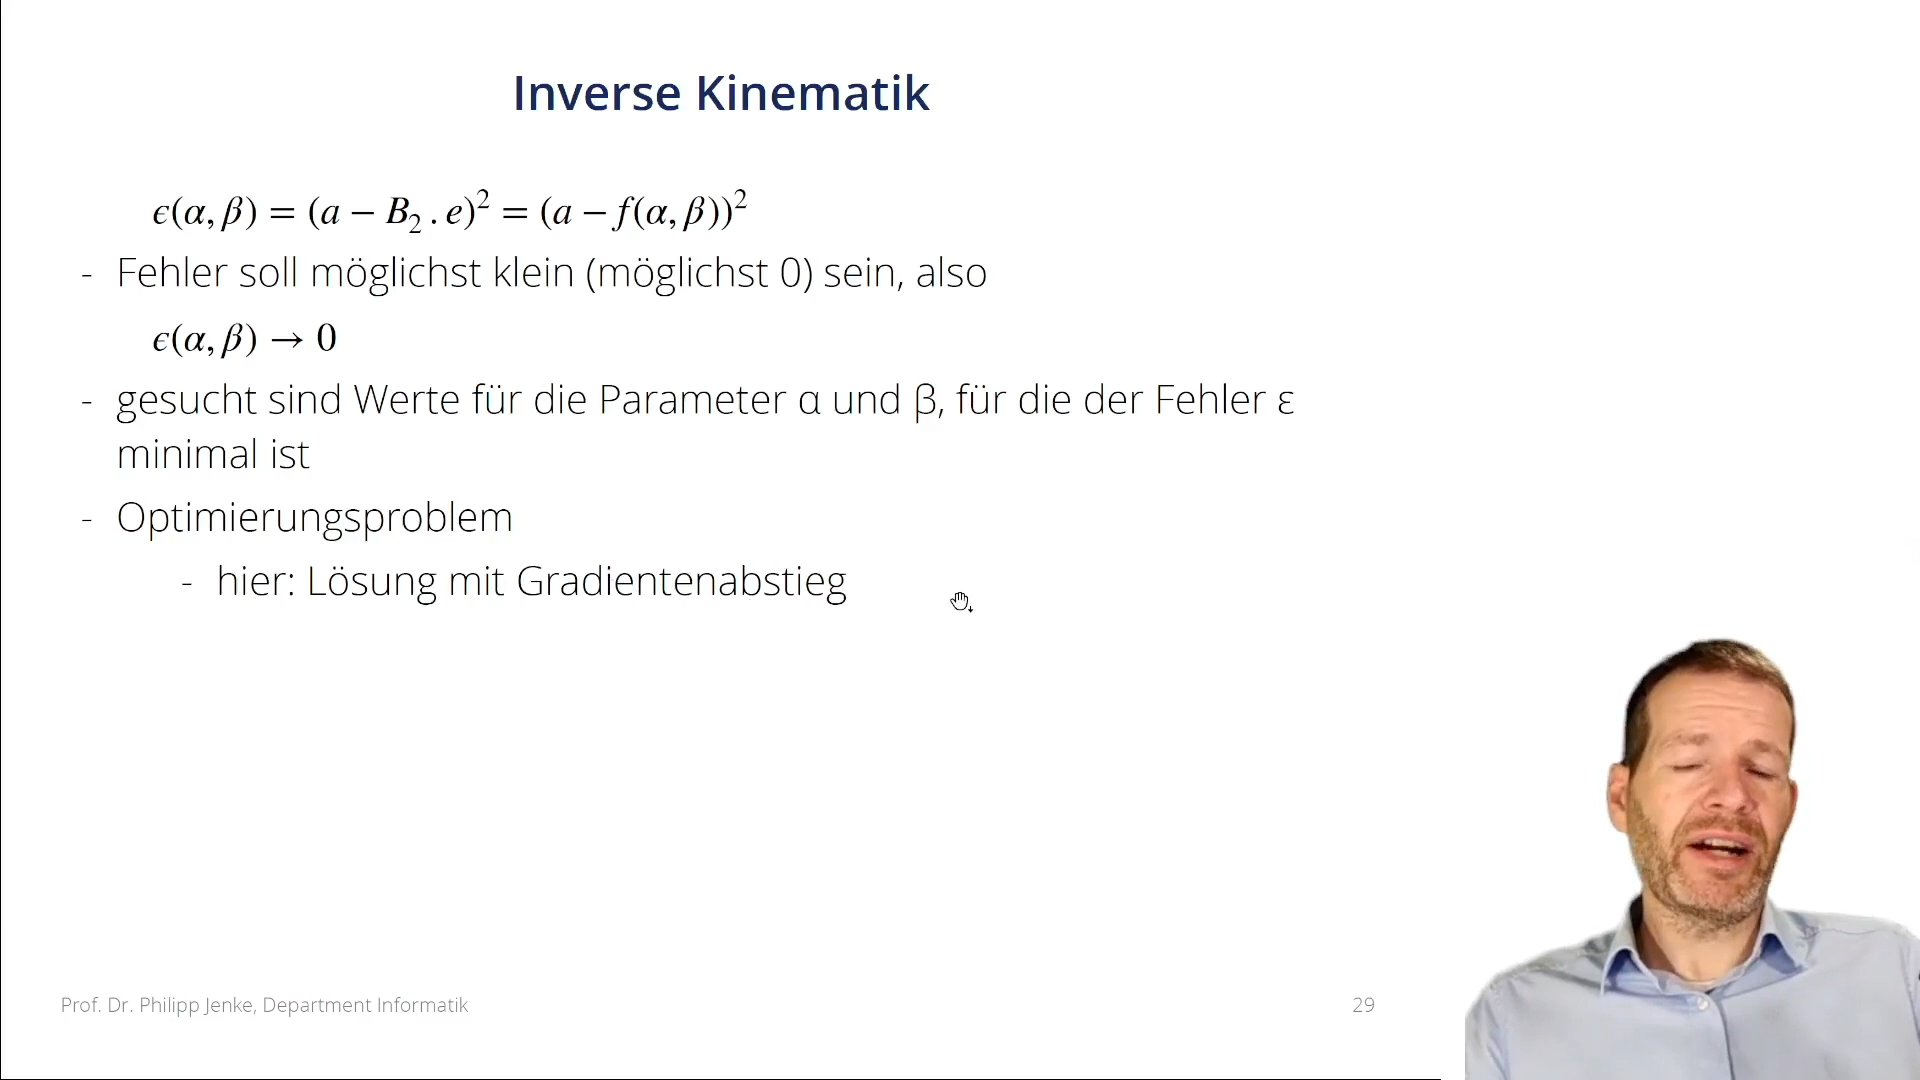 Inverse Kinematik
ϵ(α, β) = (a − B₂ . e)² = (a − f(α, β))²
- Fehler soll möglichst klein (möglichst 0) sein, also
ϵ(α, β) → 0
- gesucht sind Werte für die Parameter α und β, für die der Fehler ε
minimal ist
- Optimierungsproblem
- hier: Lösung mit Gradientenabstieg
Prof. Dr. Philipp Jenke, Department Informatik
29